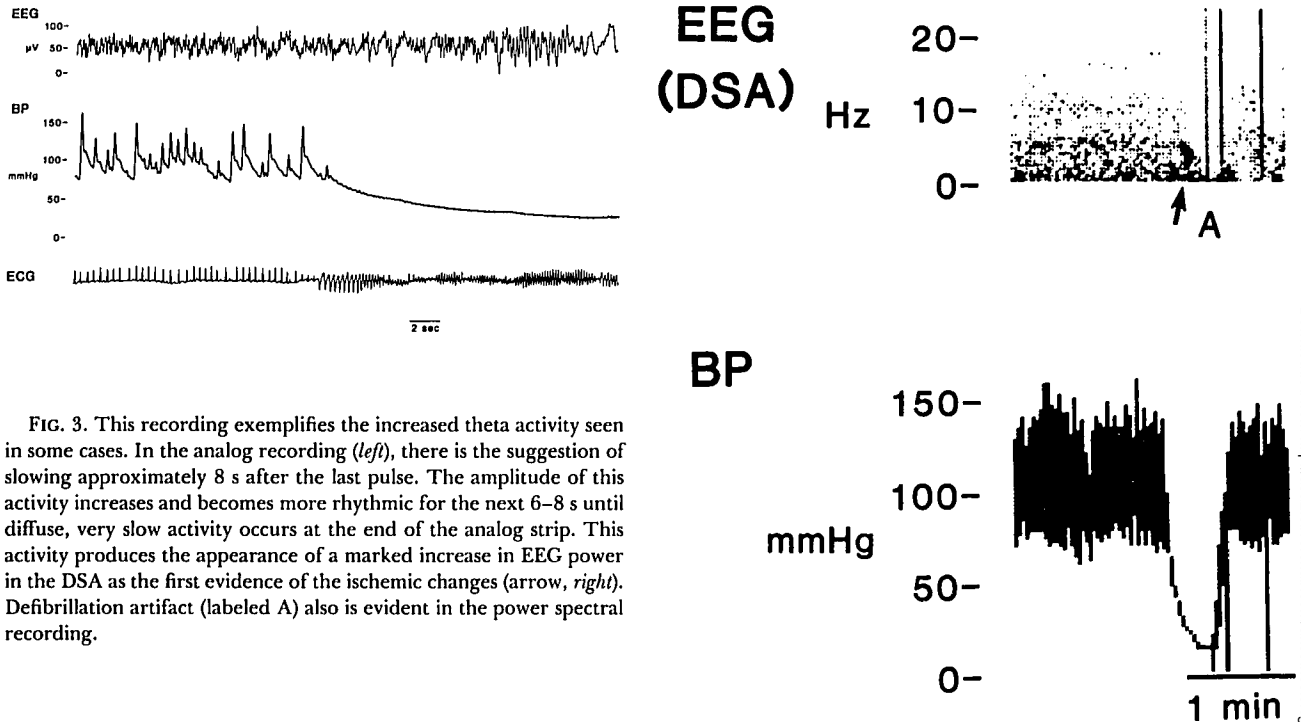 EEG
100-
μV 50-
0-
BP
150-
100-
mmHg
50-
0-
ECG
2 sec
FIG. 3. This recording exemplifies the increased theta activity seen
in some cases. In the analog recording (left), there is the suggestion of
slowing approximately 8 s after the last pulse. The amplitude of this
activity increases and becomes more rhythmic for the next 6–8 s until
diffuse, very slow activity occurs at the end of the analog strip. This
activity produces the appearance of a marked increase in EEG power
in the DSA as the first evidence of the ischemic changes (arrow, right).
Defibrillation artifact (labeled A) also is evident in the power spectral
recording.
EEG
(DSA)
Hz
20-
10-
0-
A
BP
150-
100-
mmHg
50-
0-
1 min